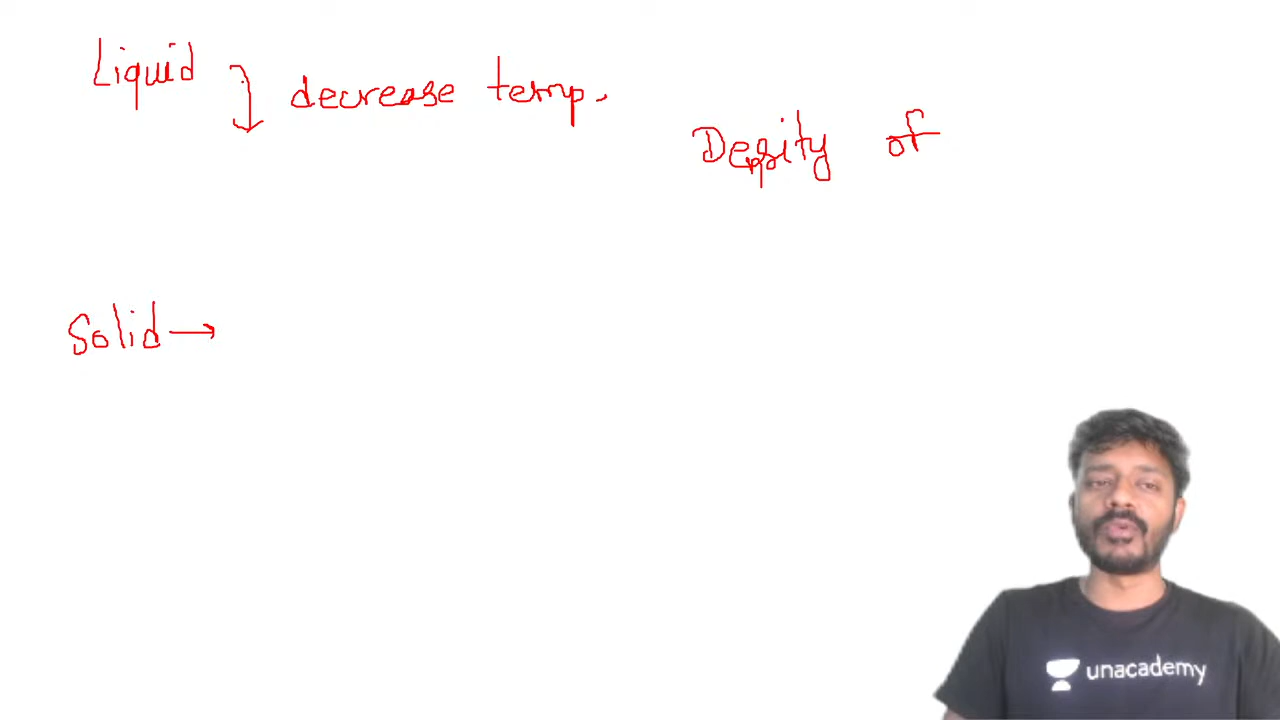 Liquid
decrease temp.
Density of
Solid →
unacademy